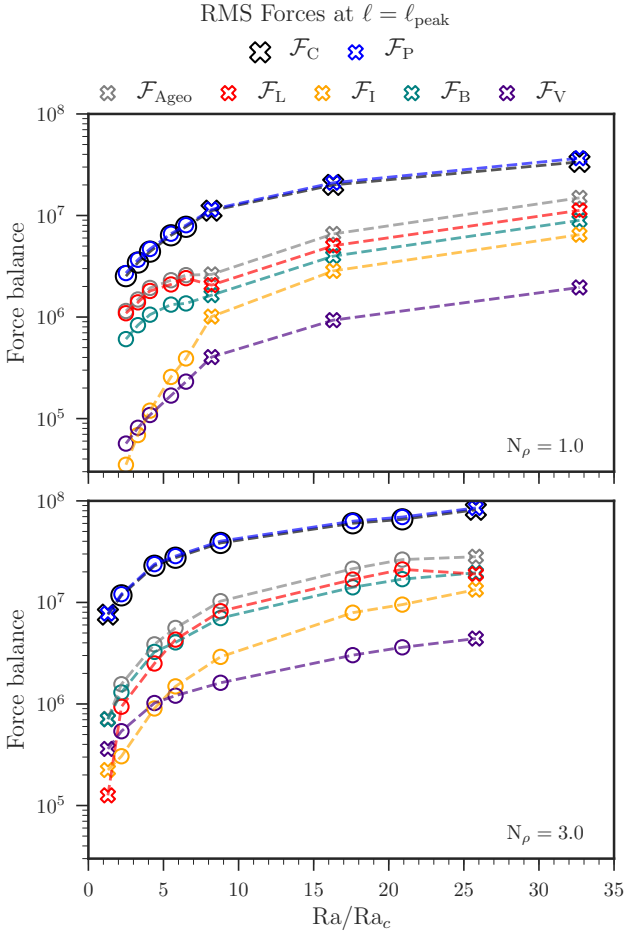 RMS Forces at ℓ = ℓ_peak
F_C F_P
F_Ageo F_L F_I F_B F_V
10^8
10^7
10^6
10^5
Force balance
N_ρ = 1.0
10^8
10^7
10^6
10^5
Force balance
N_ρ = 3.0
0 5 10 15 20 25 30 35
Ra/Ra_c